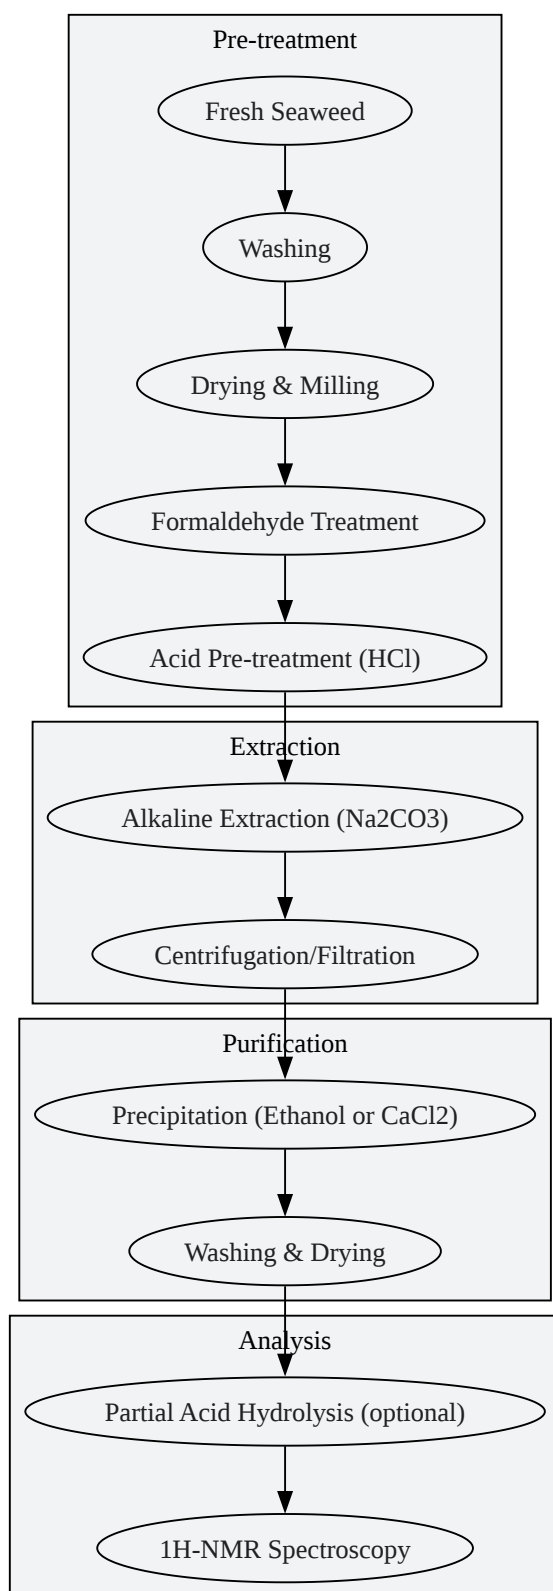 Pre-treatment
Fresh Seaweed
Washing
Drying & Milling
Formaldehyde Treatment
Acid Pre-treatment (HCl)
Extraction
Alkaline Extraction (Na2CO3)
Centrifugation/Filtration
Purification
Precipitation (Ethanol or CaCl2)
Washing & Drying
Analysis
Partial Acid Hydrolysis (optional)
1H-NMR Spectroscopy